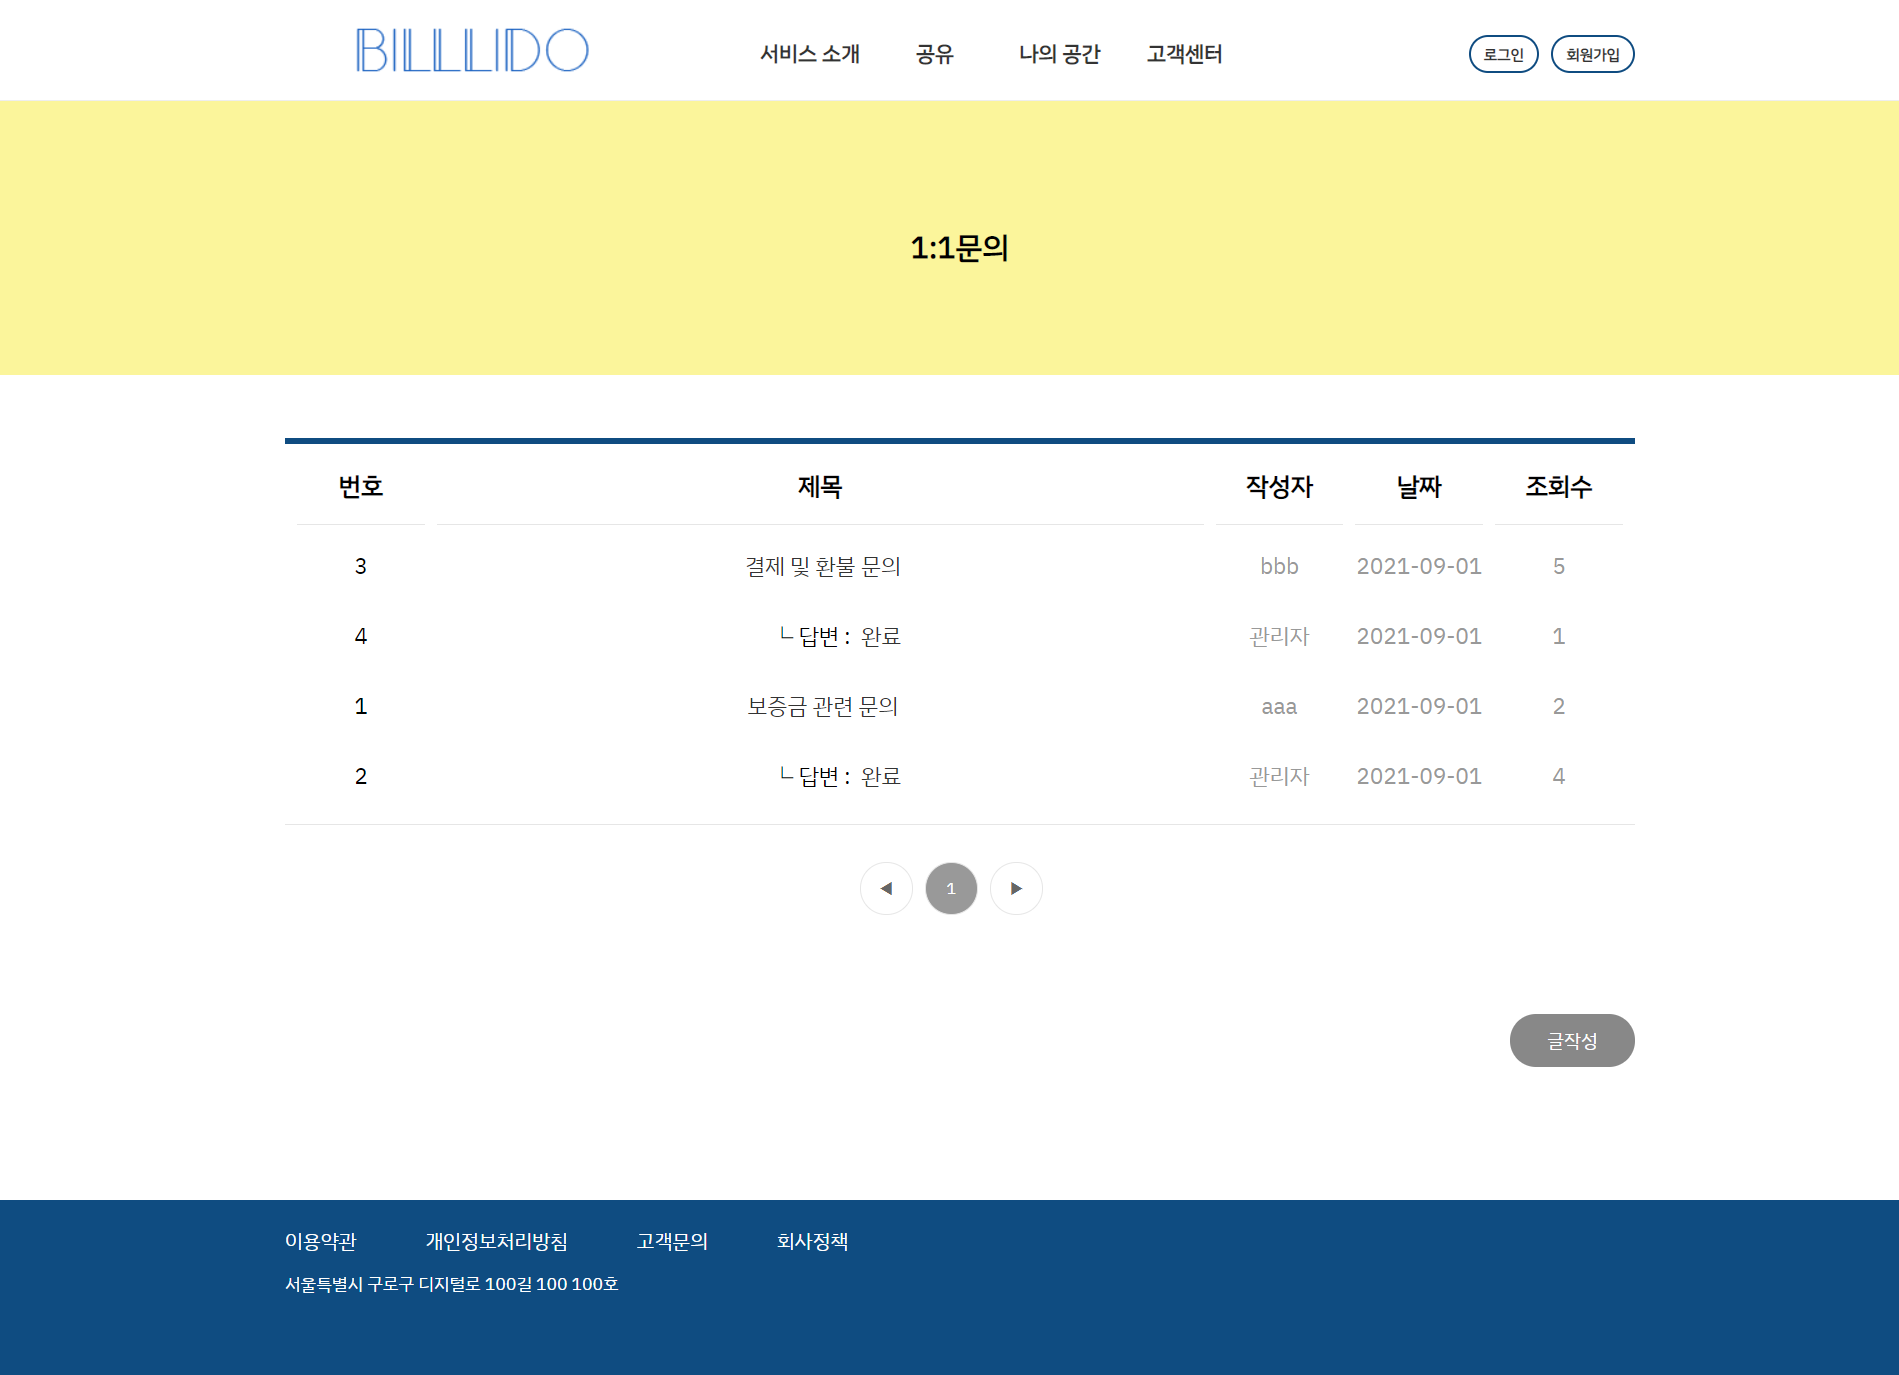 BILLLIDO 서비스 소개 공유 나의 공간 고객센터 로그인 회원가입
1:1문의
번호 제목 작성자 날짜 조회수
3 결제 및 환불 문의 bbb 2021-09-01 5
4 ㄴ답변 : 완료 관리자 2021-09-01 1
1 보증금 관련 문의 aaa 2021-09-01 2
2 ㄴ답변 : 완료 관리자 2021-09-01 4
◀ 1 ▶
글작성
이용약관 개인정보처리방침 고객문의 회사정책
서울특별시 구로구 디지털로 100길 100 100호